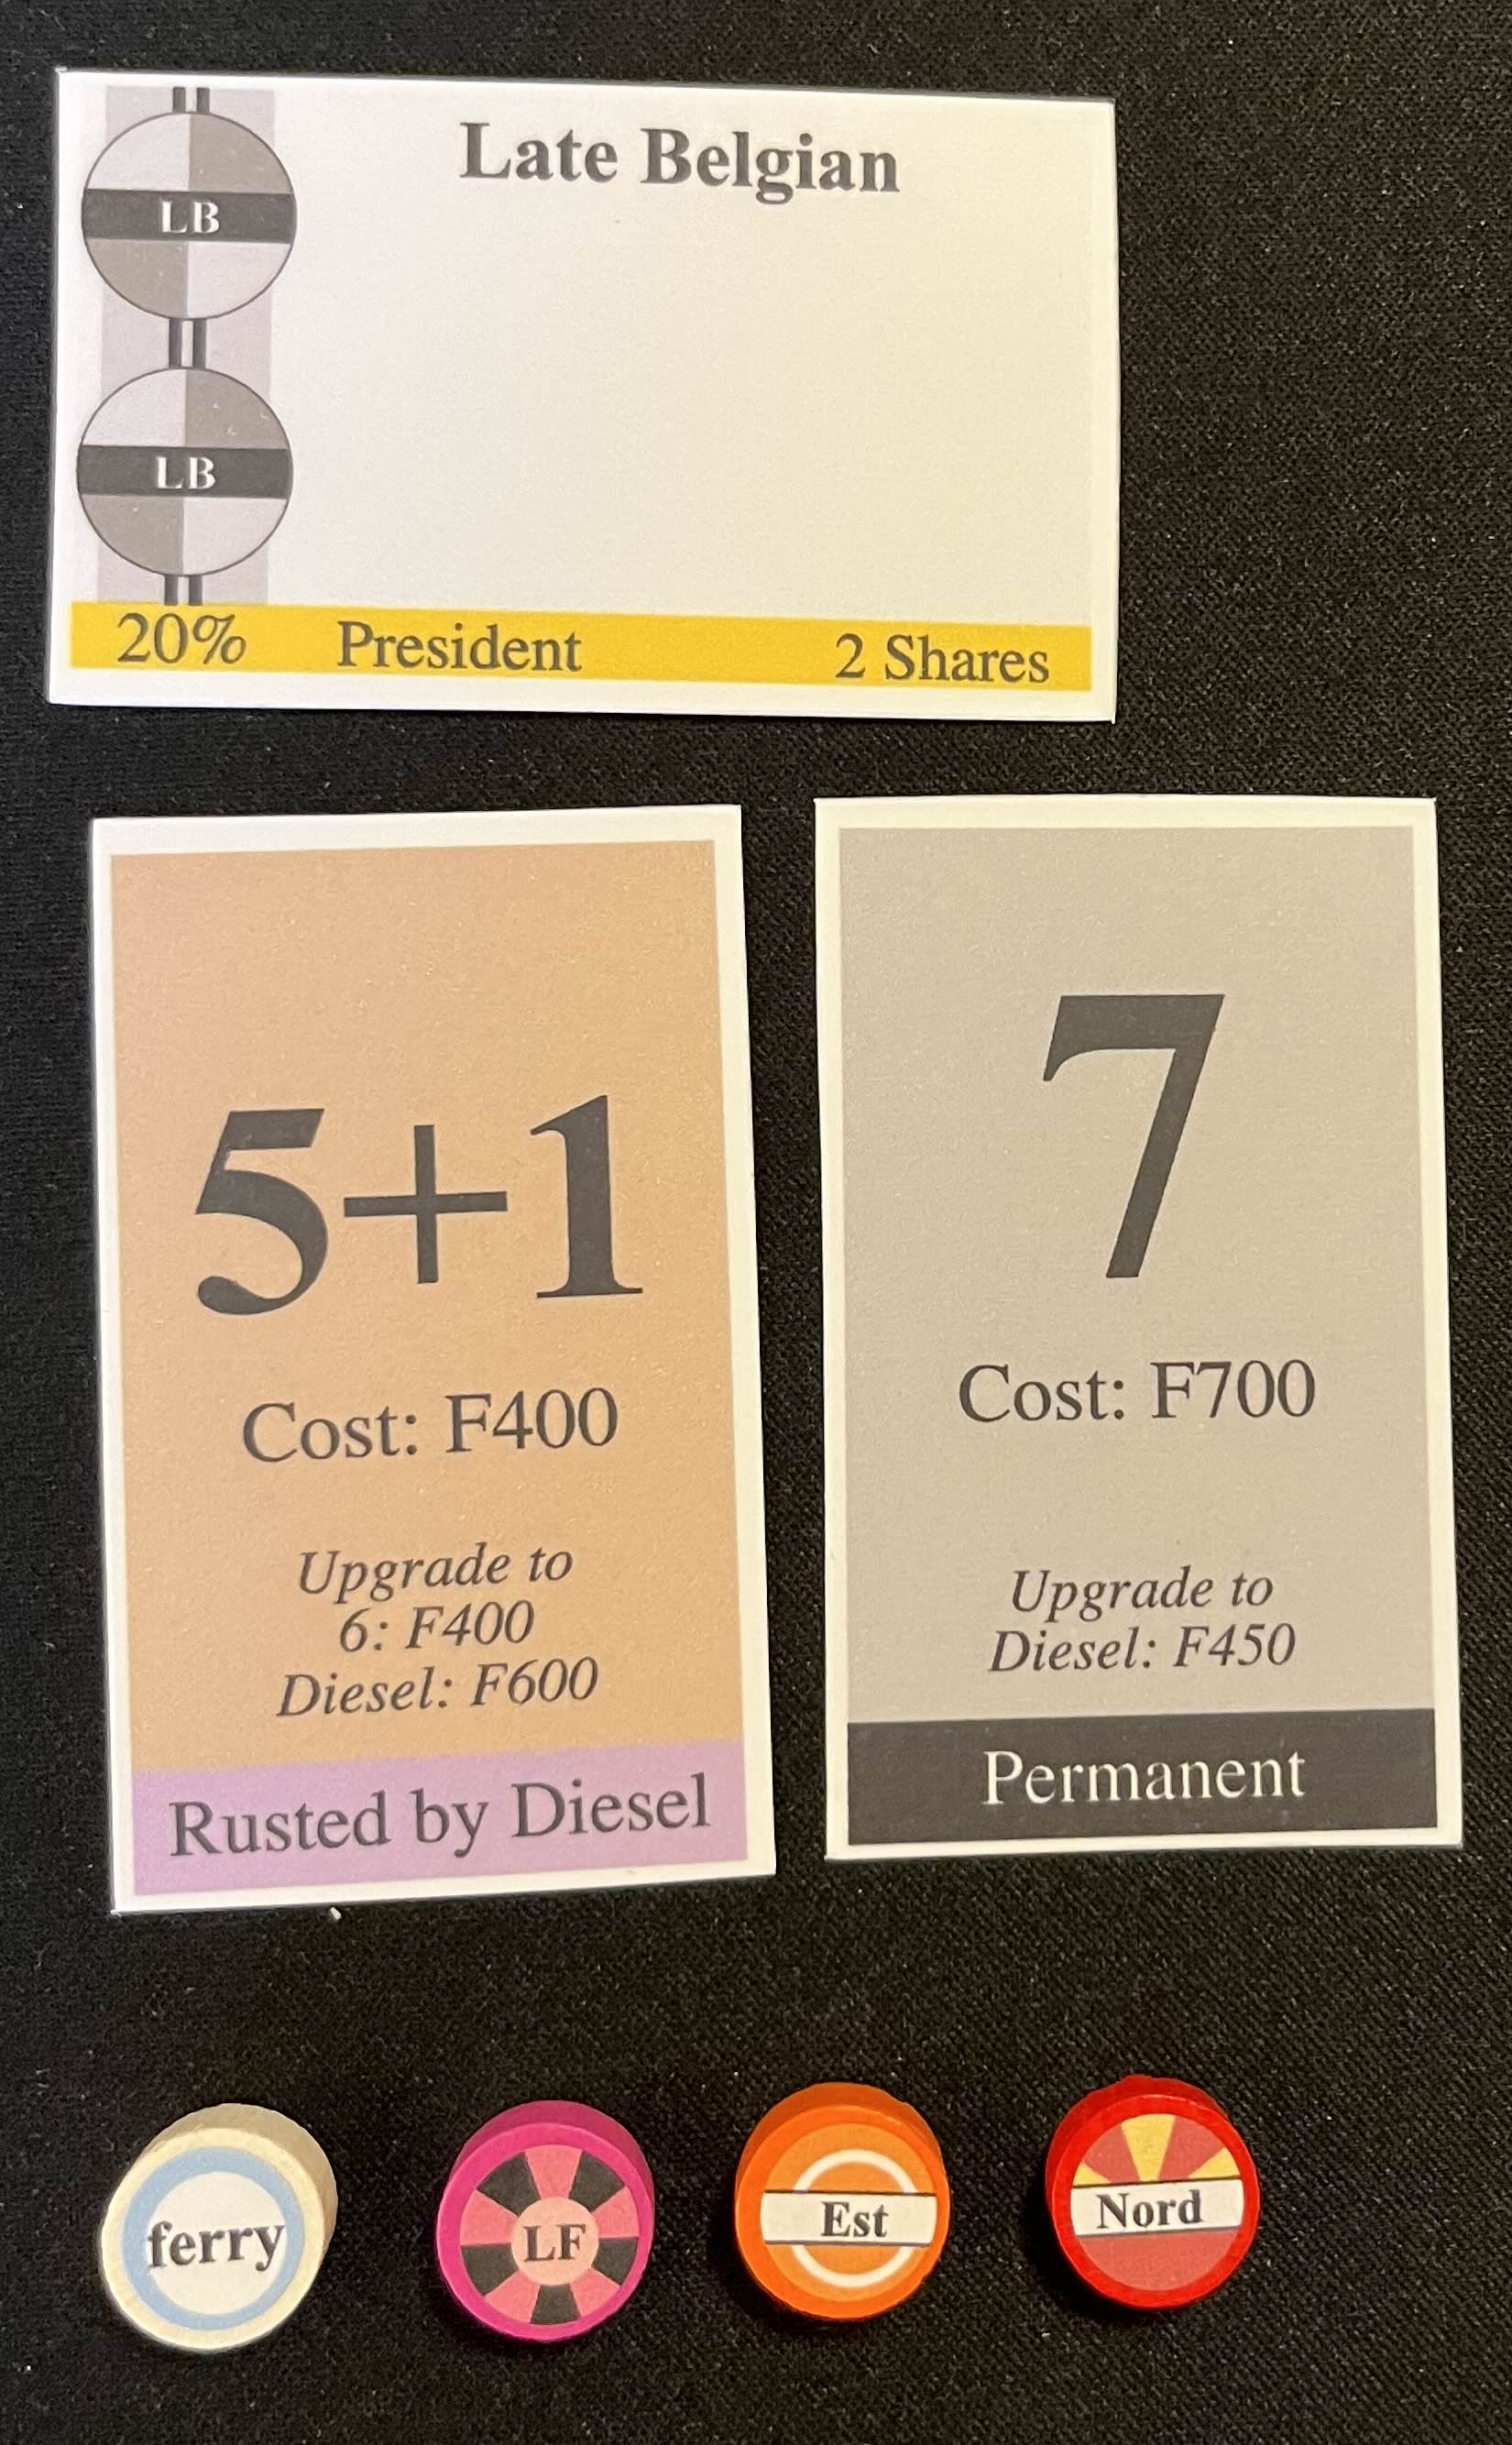 Late Belgian
LB
LB
20% President 2 Shares
5+1
Cost: F400
Upgrade to
6: F400
Diesel: F600
Rusted by Diesel
7
Cost: F700
Upgrade to
Diesel: F450
Permanent
ferry
LF
Est
Nord